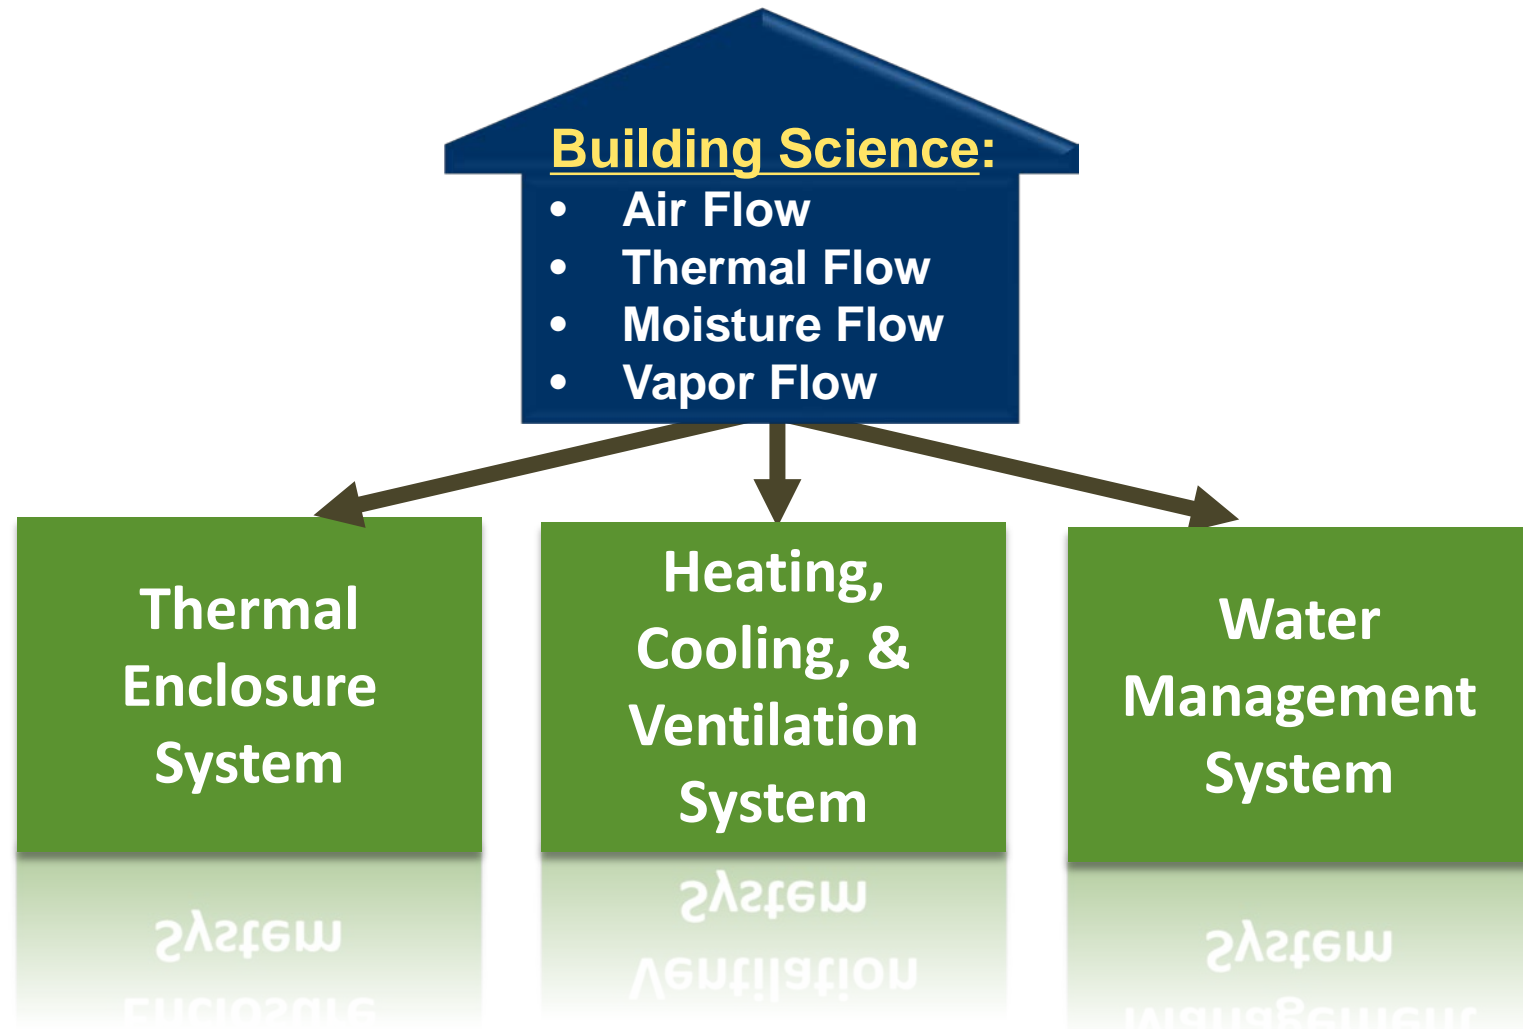 Building Science:
• Air Flow
• Thermal Flow
• Moisture Flow
• Vapor Flow
Thermal
Enclosure
System
Heating,
Cooling, &
Ventilation
System
Water
Management
System